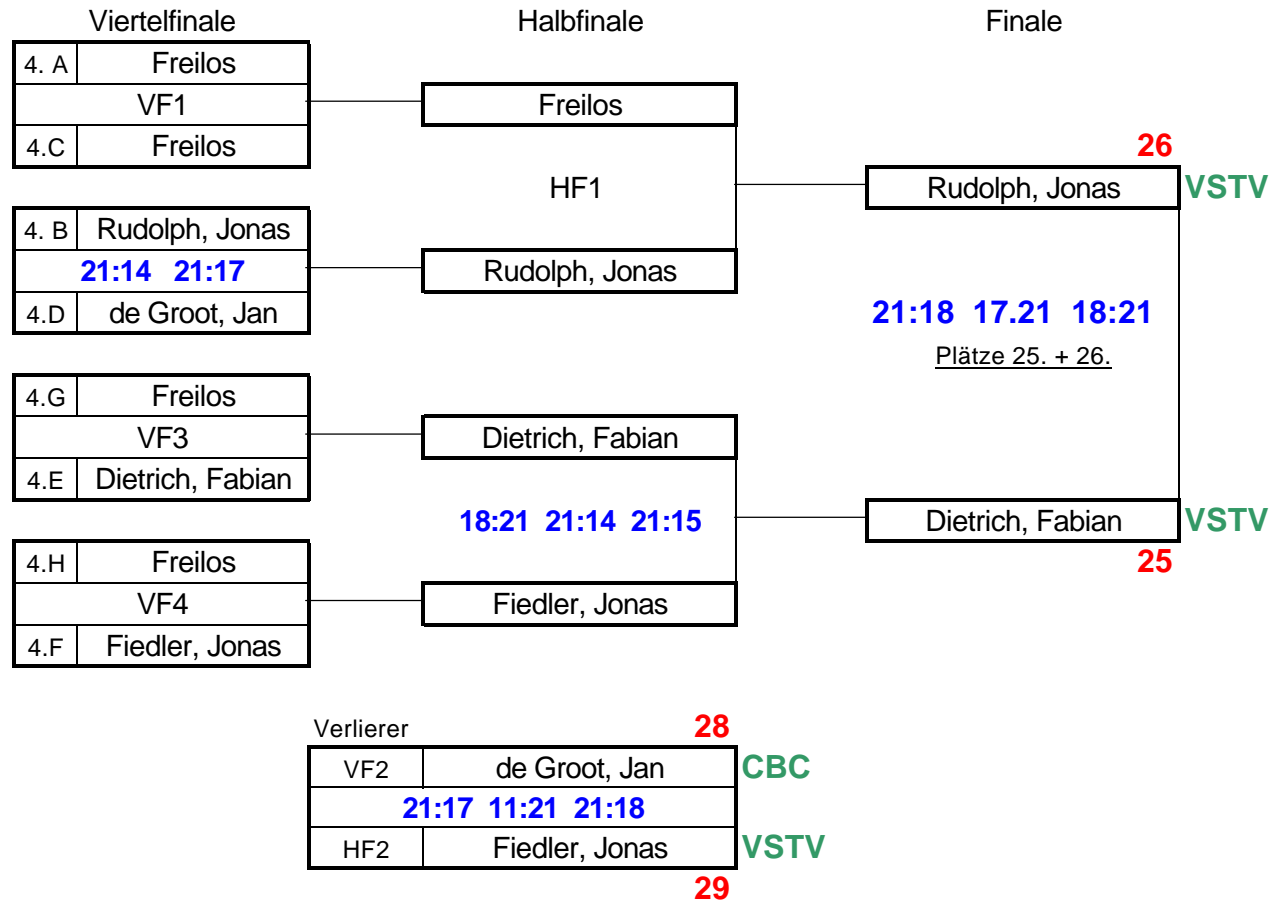 Viertelfinale Halbfinale Finale
4. A Freilos
VF1
4.C Freilos
Freilos
HF1
Rudolph, Jonas
26
Rudolph, Jonas VSTV
4. B Rudolph, Jonas
21:14 21:17
4.D de Groot, Jan
21:18 17.21 18:21
Plätze 25. + 26.
4.G Freilos
VF3
4.E Dietrich, Fabian
Dietrich, Fabian
18:21 21:14 21:15
Fiedler, Jonas
Dietrich, Fabian VSTV
25
4.H Freilos
VF4
4.F Fiedler, Jonas
Verlierer 28
VF2 de Groot, Jan CBC
21:17 11:21 21:18
HF2 Fiedler, Jonas VSTV
29